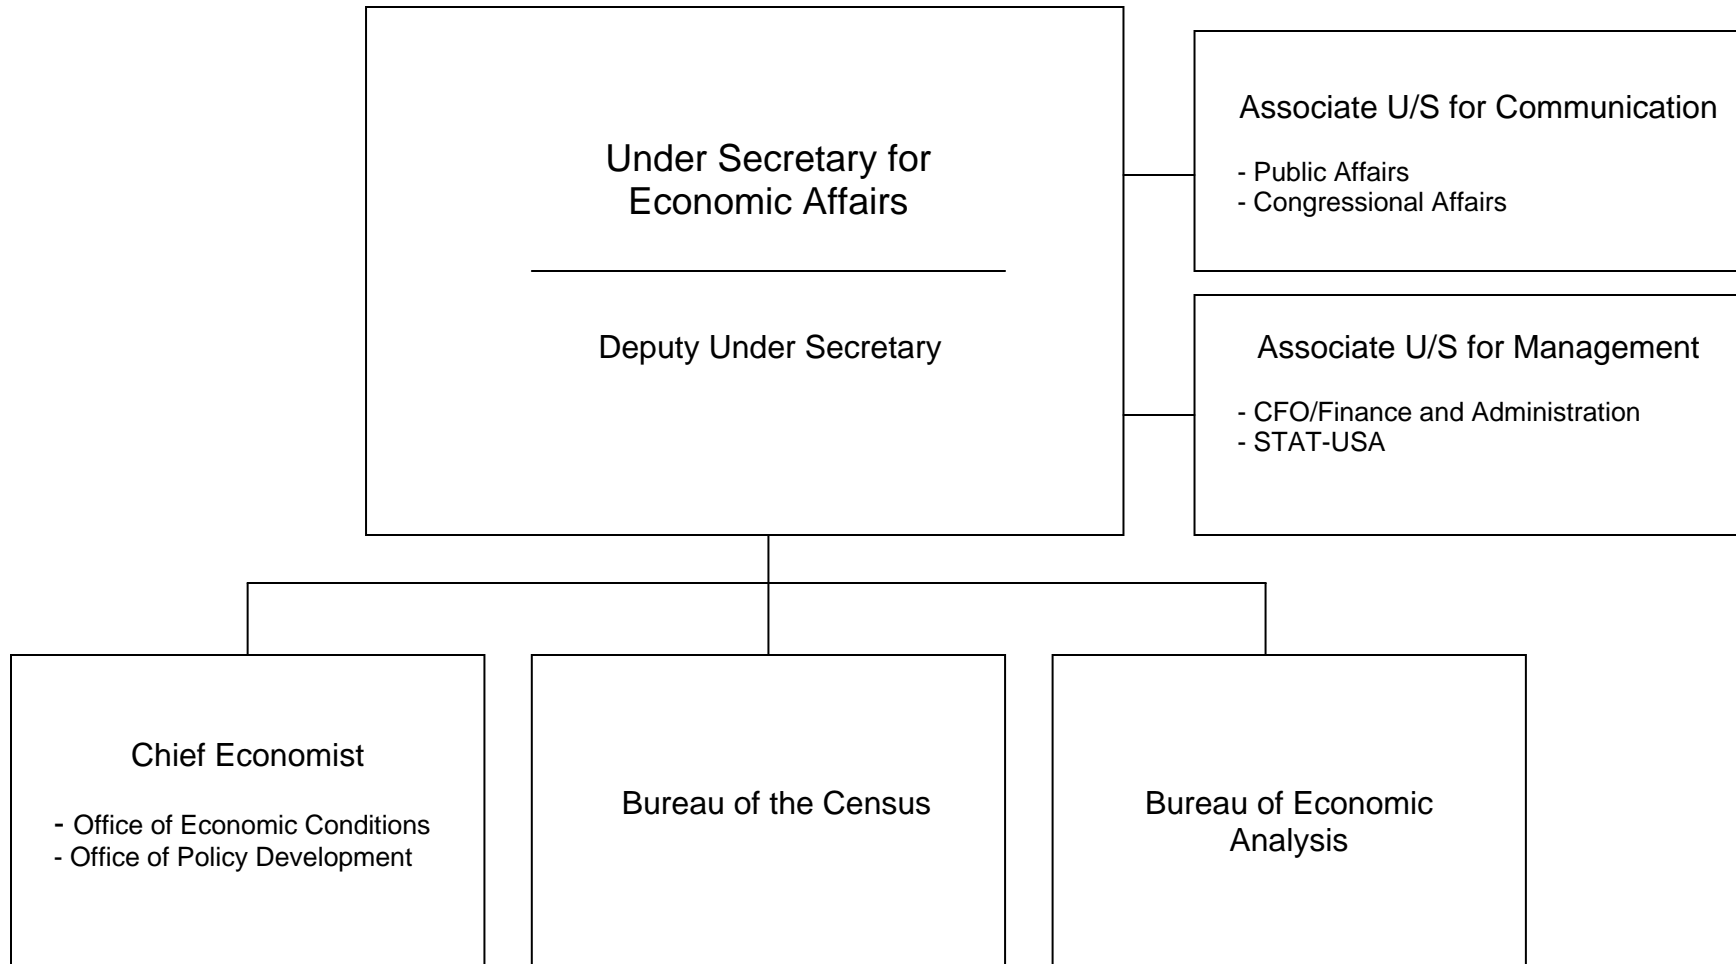 Under Secretary for
Economic Affairs
Deputy Under Secretary
Associate U/S for Communication
- Public Affairs
- Congressional Affairs
Associate U/S for Management
- CFO/Finance and Administration
- STAT-USA
Chief Economist
- Office of Economic Conditions
- Office of Policy Development
Bureau of the Census
Bureau of Economic
Analysis